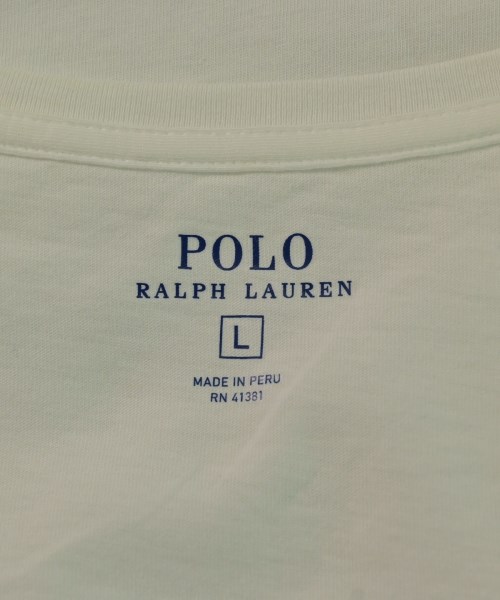 POLO
RALPH LAUREN
L
MADE IN PERU
RN 41381